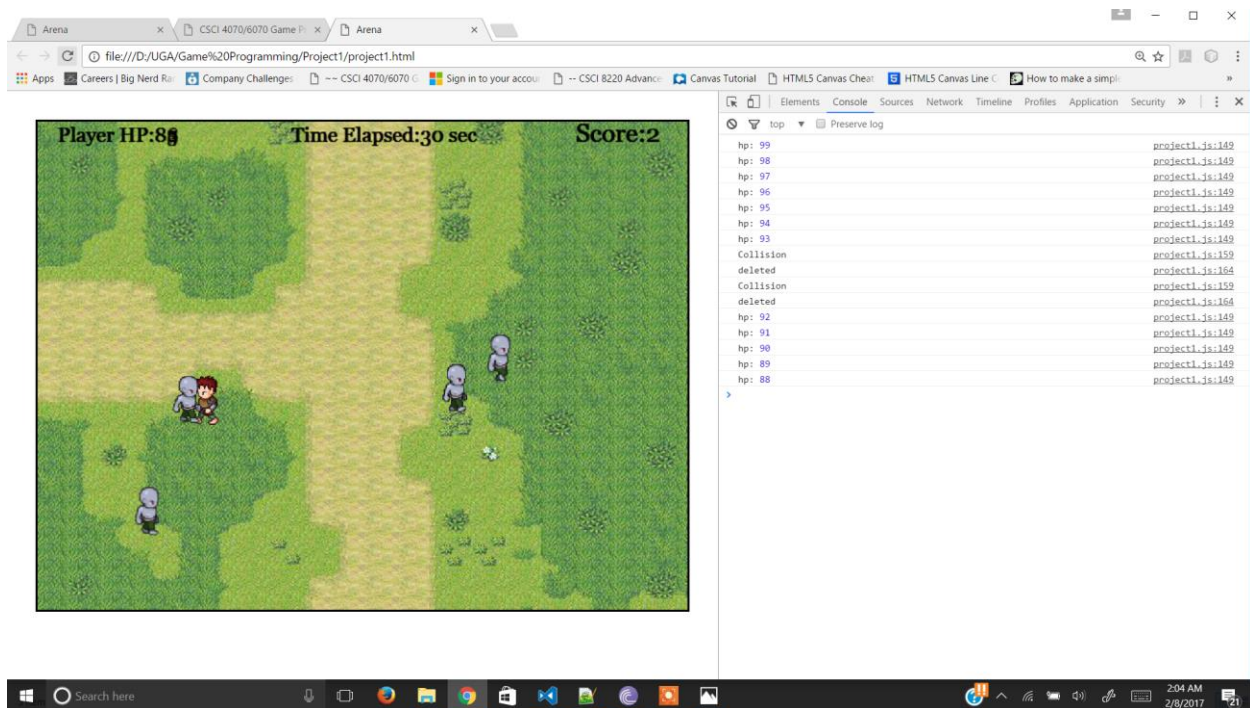 Arena
CSCI 4070/6070 Game P
Arena
file:///D:/UGA/Game%20Programming/Project1/project1.html
Apps Careers | Big Nerd Ra Company Challenges ~~ CSCI 4070/6070 G Sign in to your accou -- CSCI 8220 Advance Canvas Tutorial HTML5 Canvas Cheat HTML5 Canvas Line C How to make a simpl »
Elements Console Sources Network Timeline Profiles Application Security »
top Preserve log
Player HP:8 Time Elapsed:30 sec Score:2
hp: 99 project1.js:149
hp: 98 project1.js:149
hp: 97 project1.js:149
hp: 96 project1.js:149
hp: 95 project1.js:149
hp: 94 project1.js:149
hp: 93 project1.js:149
Collision project1.js:159
deleted project1.js:164
Collision project1.js:159
deleted project1.js:164
hp: 92 project1.js:149
hp: 91 project1.js:149
hp: 90 project1.js:149
hp: 89 project1.js:149
hp: 88 project1.js:149
Search here
2:04 AM
2/8/2017
21